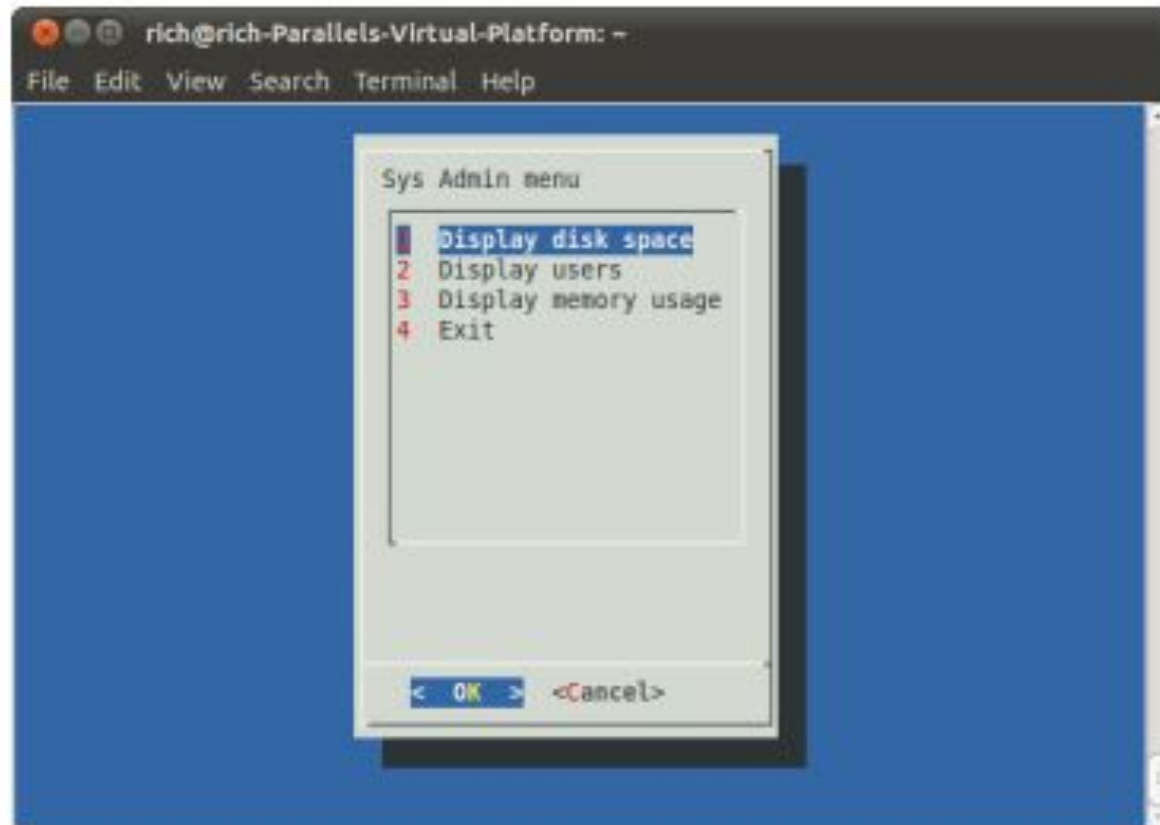 rich@rich-Parallels-Virtual-Platform: ~
File Edit View Search Terminal Help
Sys Admin menu
1 Display disk space
2 Display users
3 Display memory usage
4 Exit
< OK > <Cancel>